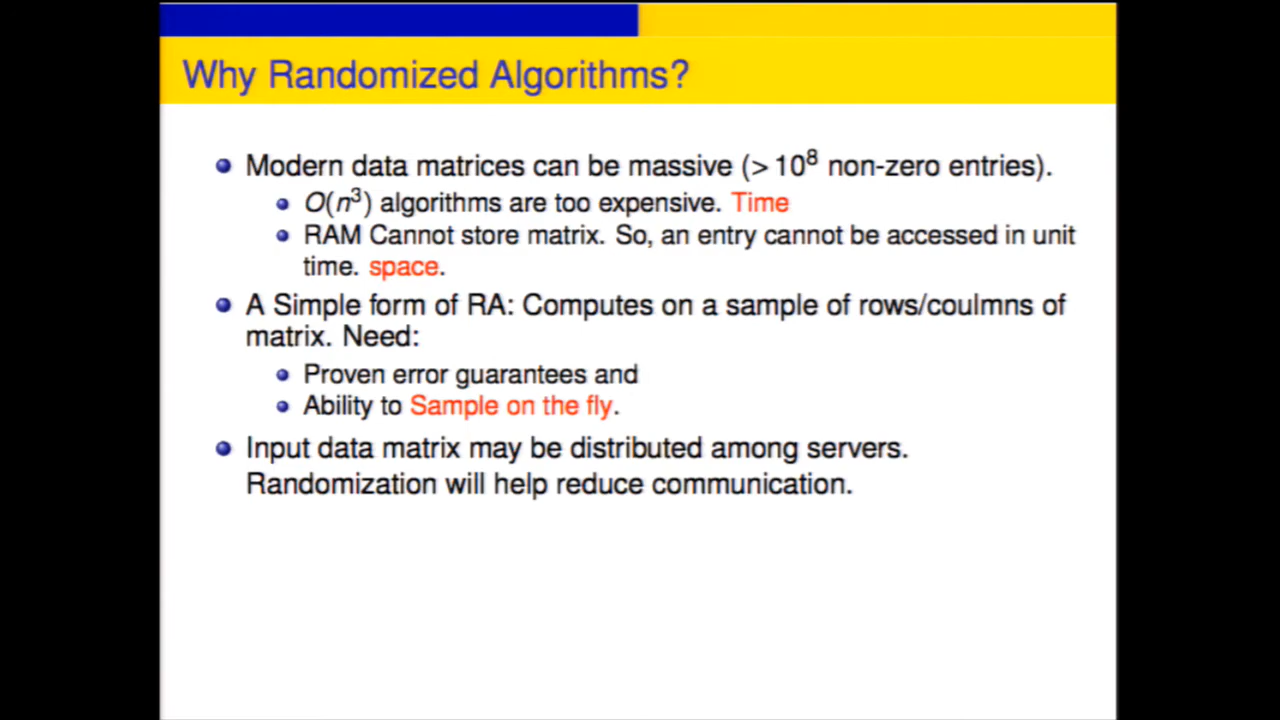 Why Randomized Algorithms?
Modern data matrices can be massive (> 10⁸ non-zero entries).
O(n³) algorithms are too expensive. Time
RAM Cannot store matrix. So, an entry cannot be accessed in unit
time. space.
A Simple form of RA: Computes on a sample of rows/coulmns of
matrix. Need:
Proven error guarantees and
Ability to Sample on the fly.
Input data matrix may be distributed among servers.
Randomization will help reduce communication.